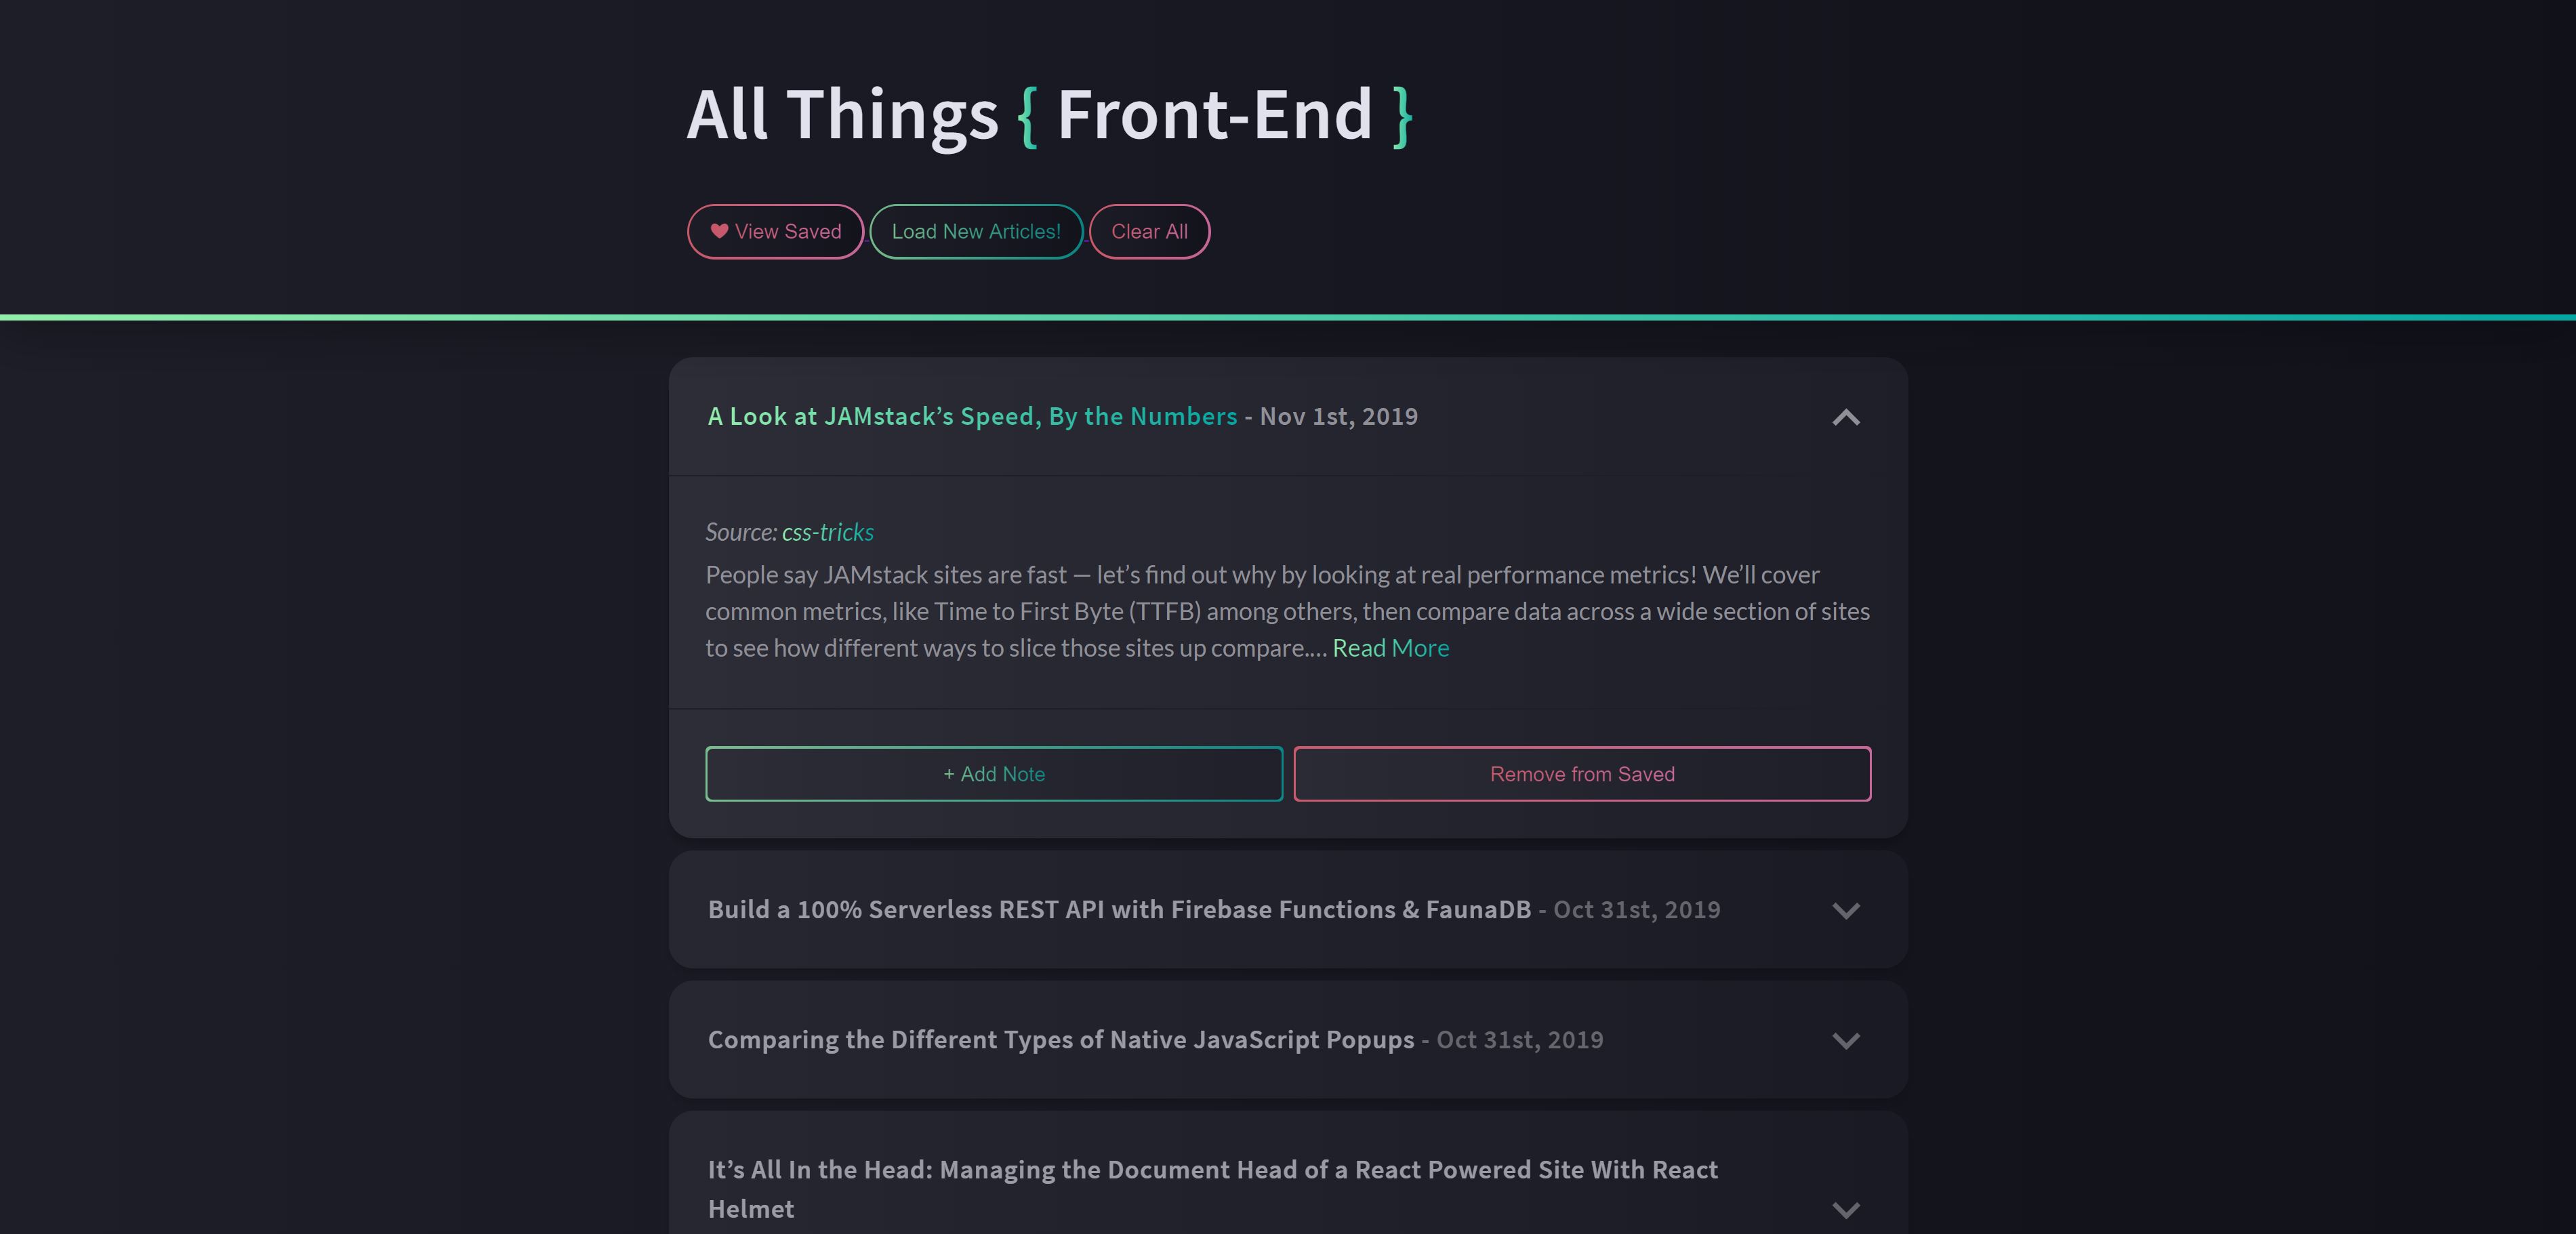 All Things { Front-End }
View Saved
Load New Articles!
Clear All
A Look at JAMstack’s Speed, By the Numbers - Nov 1st, 2019
Source: css-tricks
People say JAMstack sites are fast — let’s find out why by looking at real performance metrics! We’ll cover
common metrics, like Time to First Byte (TTFB) among others, then compare data across a wide section of sites
to see how different ways to slice those sites up compare.… Read More
+ Add Note
Remove from Saved
Build a 100% Serverless REST API with Firebase Functions & FaunaDB - Oct 31st, 2019
Comparing the Different Types of Native JavaScript Popups - Oct 31st, 2019
It’s All In the Head: Managing the Document Head of a React Powered Site With React
Helmet